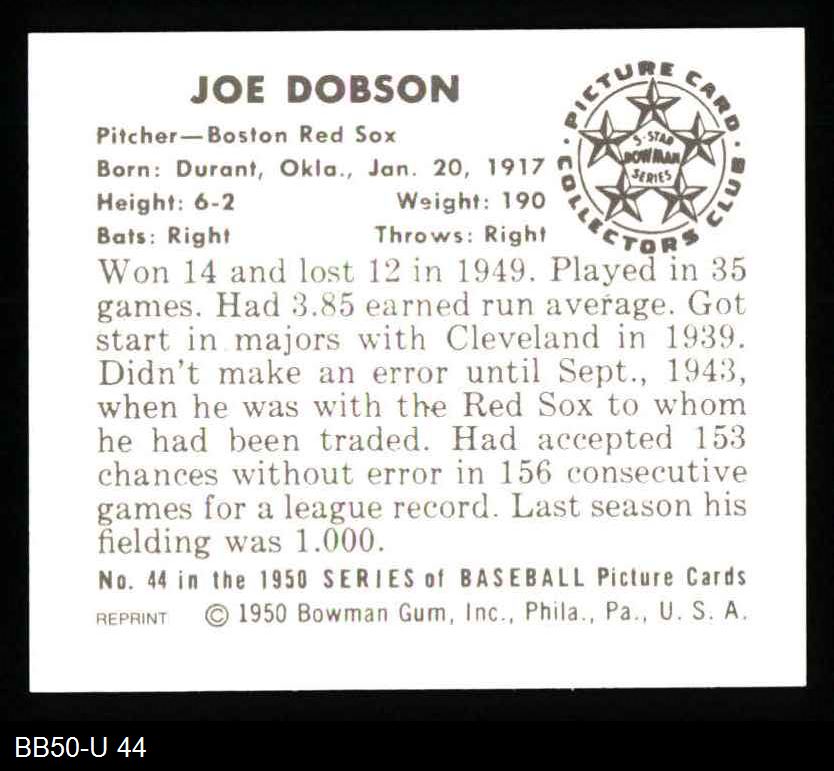 JOE DOBSON
Pitcher—Boston Red Sox
Born: Durant, Okla., Jan. 20, 1917
Height: 6-2 Weight: 190
Bats: Right Throws: Right
· PICTURE CARD ·
COLLECTORS CLUB
5-STAR
BOWMAN
SERIES
Won 14 and lost 12 in 1949. Played in 35
games. Had 3.85 earned run average. Got
start in majors with Cleveland in 1939.
Didn't make an error until Sept., 1943,
when he was with the Red Sox to whom
he had been traded. Had accepted 153
chances without error in 156 consecutive
games for a league record. Last season his
fielding was 1.000.
No. 44 in the 1950 SERIES of BASEBALL Picture Cards
REPRINT © 1950 Bowman Gum, Inc., Phila., Pa., U. S. A.
BB50-U 44